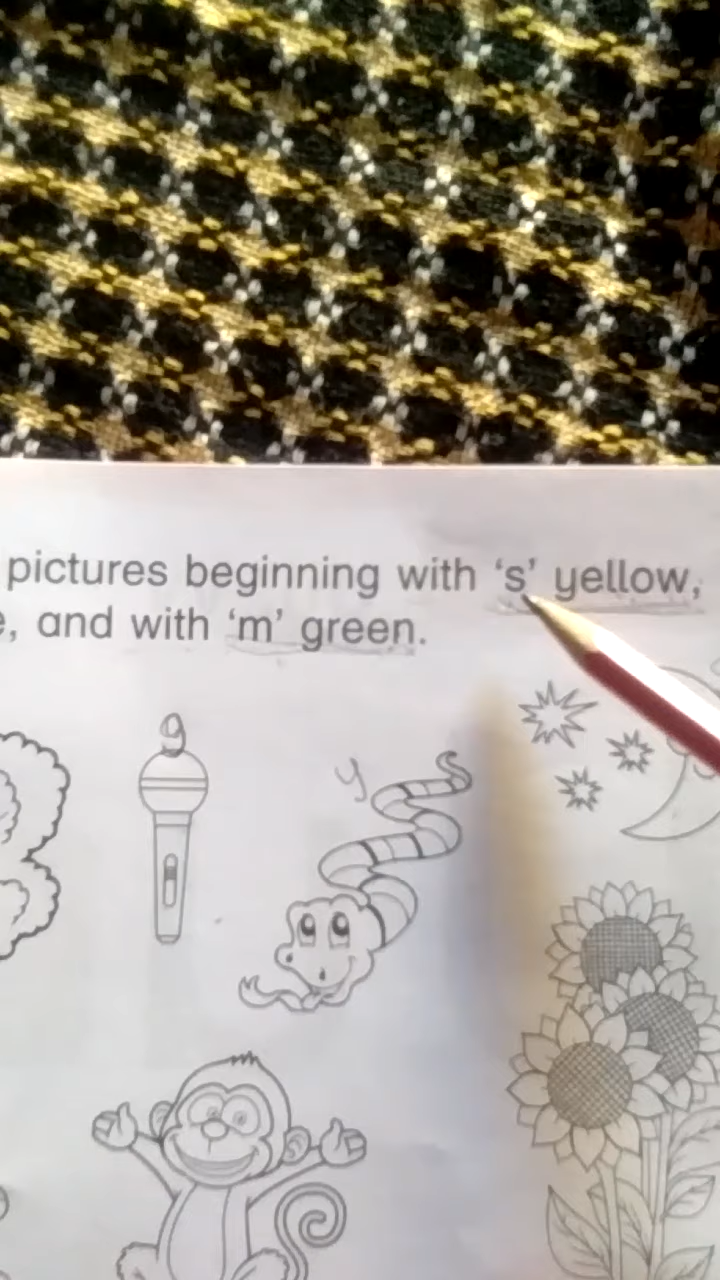 pictures beginning with ‘s’ yellow,
, and with ‘m’ green.
g
y